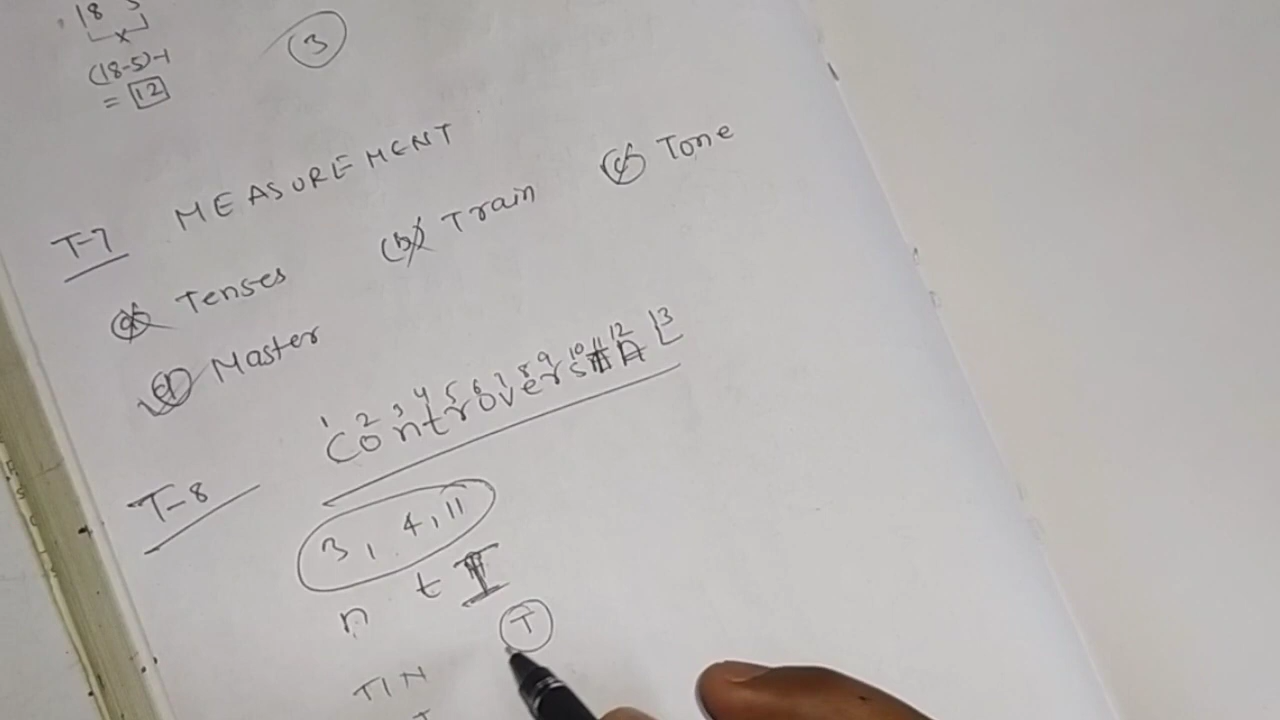 18 5
x
(18-5)-1
= 12
3
T-7 MEASUREMENT
(a) Tenses (b) Train (c) Tone
(d) Master
1 2 3 4 5 6 7 8 9 10 11 12 13
T-8 ControversIAL
3, 4, 11
n t I
T
TIN